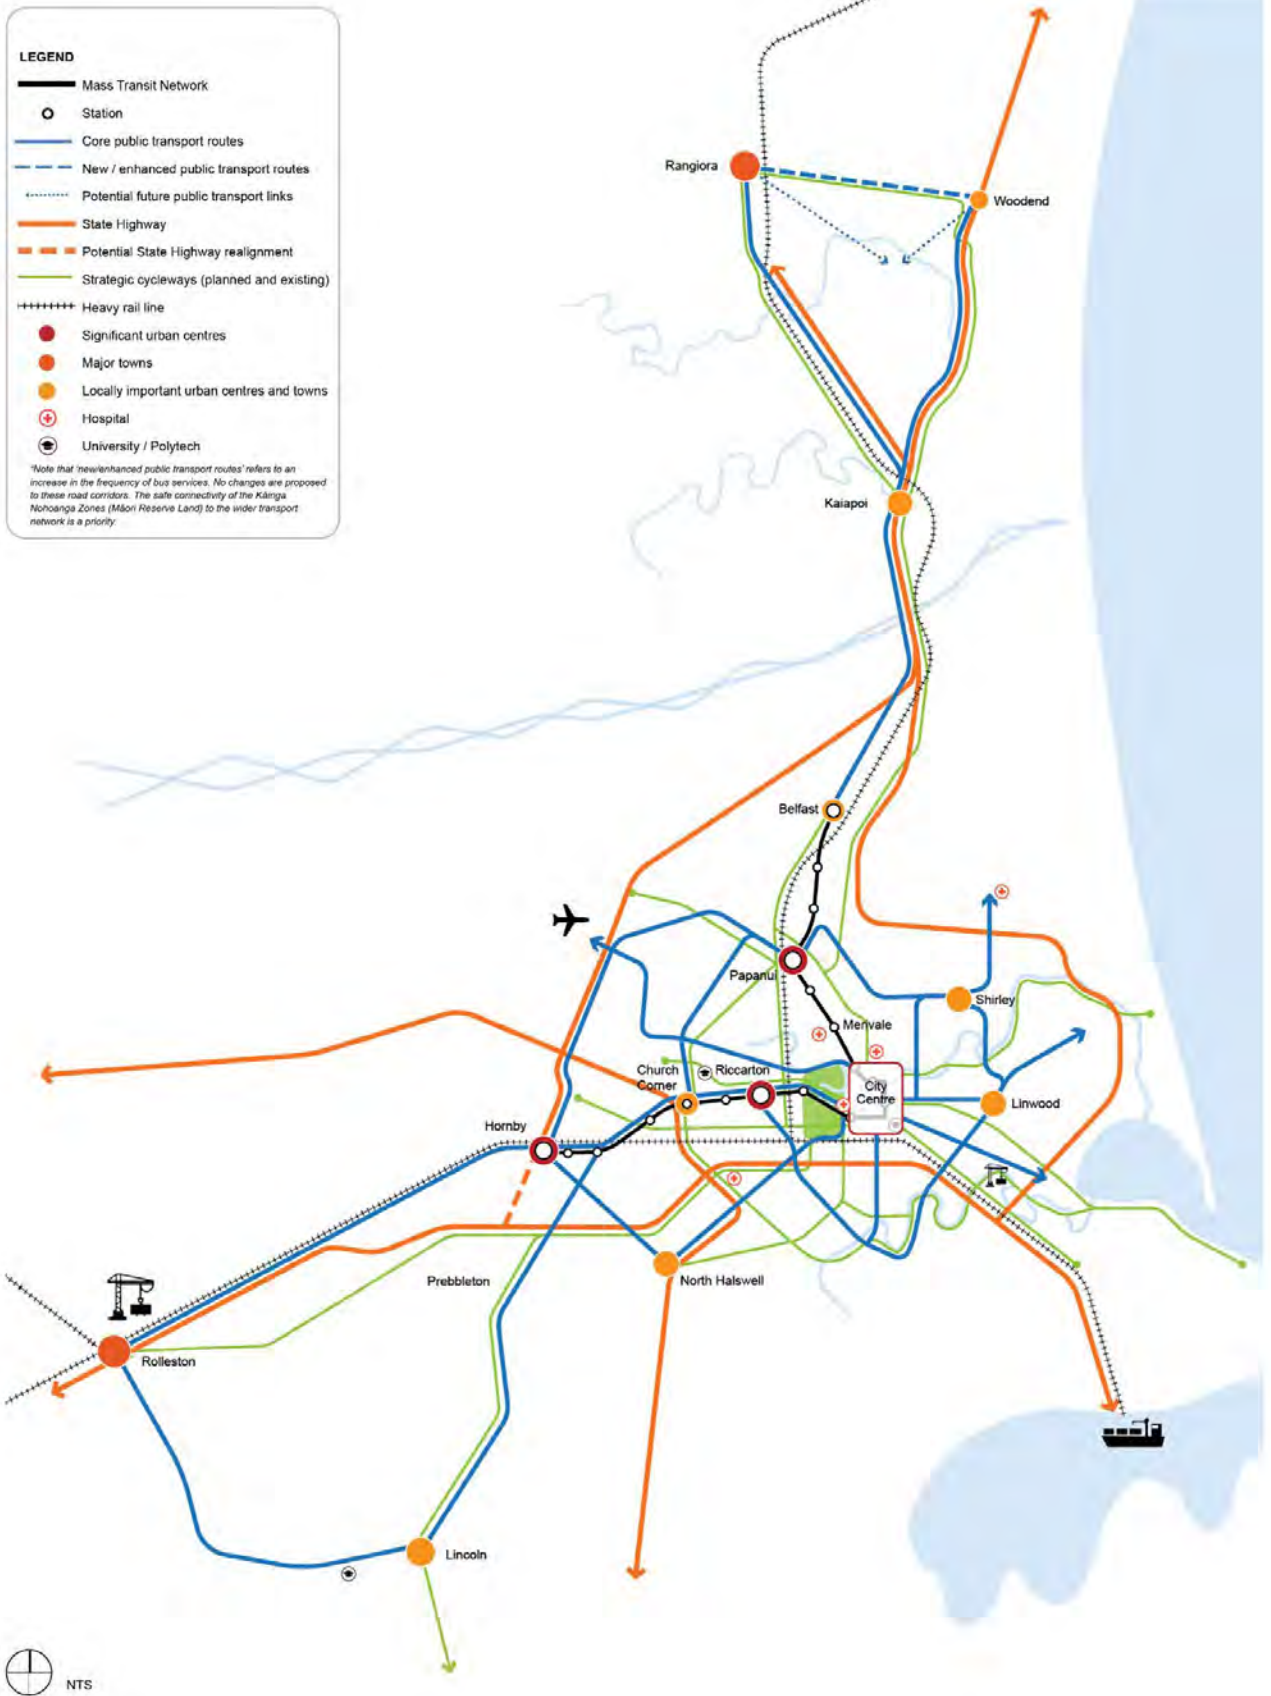 LEGEND
Mass Transit Network
Station
Core public transport routes
New / enhanced public transport routes
Potential future public transport links
State Highway
Potential State Highway realignment
Strategic cycleways (planned and existing)
Heavy rail line
Significant urban centres
Major towns
Locally important urban centres and towns
Hospital
University / Polytech
*Note that 'new/enhanced public transport routes' refers to an
increase in the frequency of bus services. No changes are proposed
to these road corridors. The safe connectivity of the Kāinga
Nohoanga Zones (Māori Reserve Land) to the wider transport
network is a priority.
Rangiora
Woodend
Kaiapoi
Belfast
Papanui
Shirley
Merivale
Church
Corner
Riccarton
City
Centre
Linwood
Hornby
Prebbleton
North Halswell
Rolleston
Lincoln
NTS